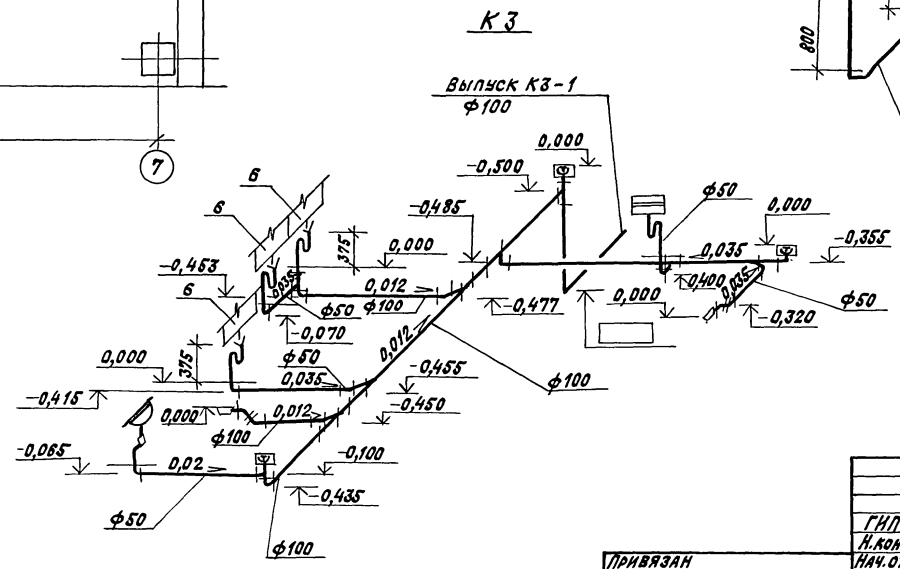 К 3
800
Выпуск К3-1
ф100
7
0,000
-0,500
6
6
ф50
-0,485
0,000
0,000
-0,355
375
0,035
-0,453
0,012
ф100
0,035
0,400
0,035
6
ф50
-0,477
0,000
ф50
-0,070
-0,320
0,012
375
ф50
0,000
0,035
-0,455
ф100
-0,415
0,000
0,012
-0,450
ф100
-0,065
0,02
-0,100
-0,435
ф50
ф100
ГИП
Н.кон
Привязан
Нач.о